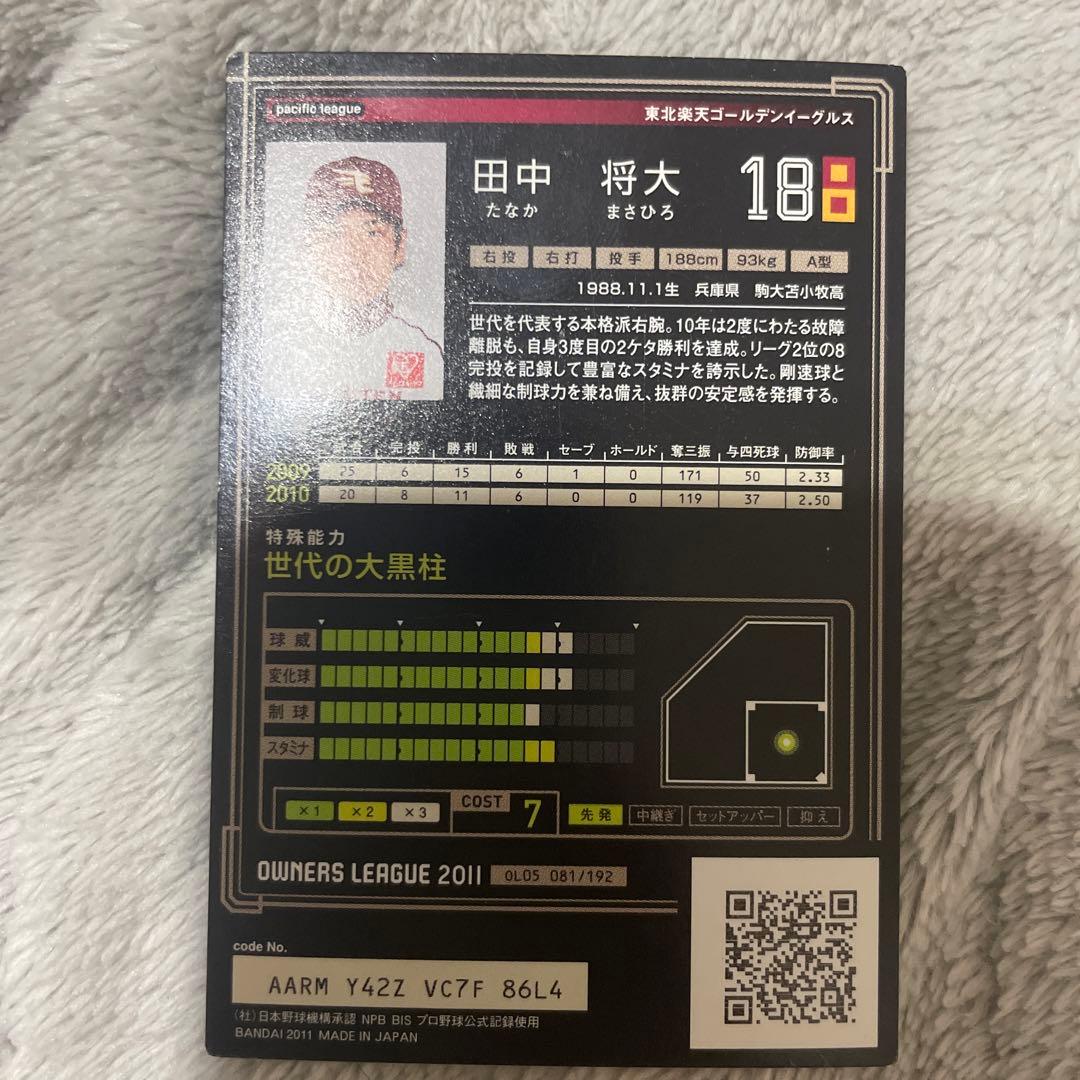 pacific league
東北楽天ゴールデンイーグルス
田中 将大 18
たなか まさひろ
右投 右打 投手 188cm 93kg A型
1988.11.1生 兵庫県 駒大苫小牧高
世代を代表する本格派右腕。10年は2度にわたる故障
離脱も、自身3度目の2ケタ勝利を達成。リーグ2位の8
完投を記録して豊富なスタミナを誇示した。剛速球と
繊細な制球力を兼ね備え、抜群の安定感を発揮する。
完投 勝利 敗戦 セーブ ホールド 奪三振 与四死球 防御率
2009 25 6 15 6 1 0 171 50 2.33
2010 20 8 11 6 0 0 119 37 2.50
特殊能力
世代の大黒柱
球威
変化球
制球
スタミナ
×1 ×2 ×3 COST 7 先発 中継ぎ セットアッパー 抑え
OWNERS LEAGUE 2011 OL05 081/192
code No.
AARM Y42Z VC7F 86L4
(社)日本野球機構承認 NPB BIS プロ野球公式記録使用
BANDAI 2011 MADE IN JAPAN